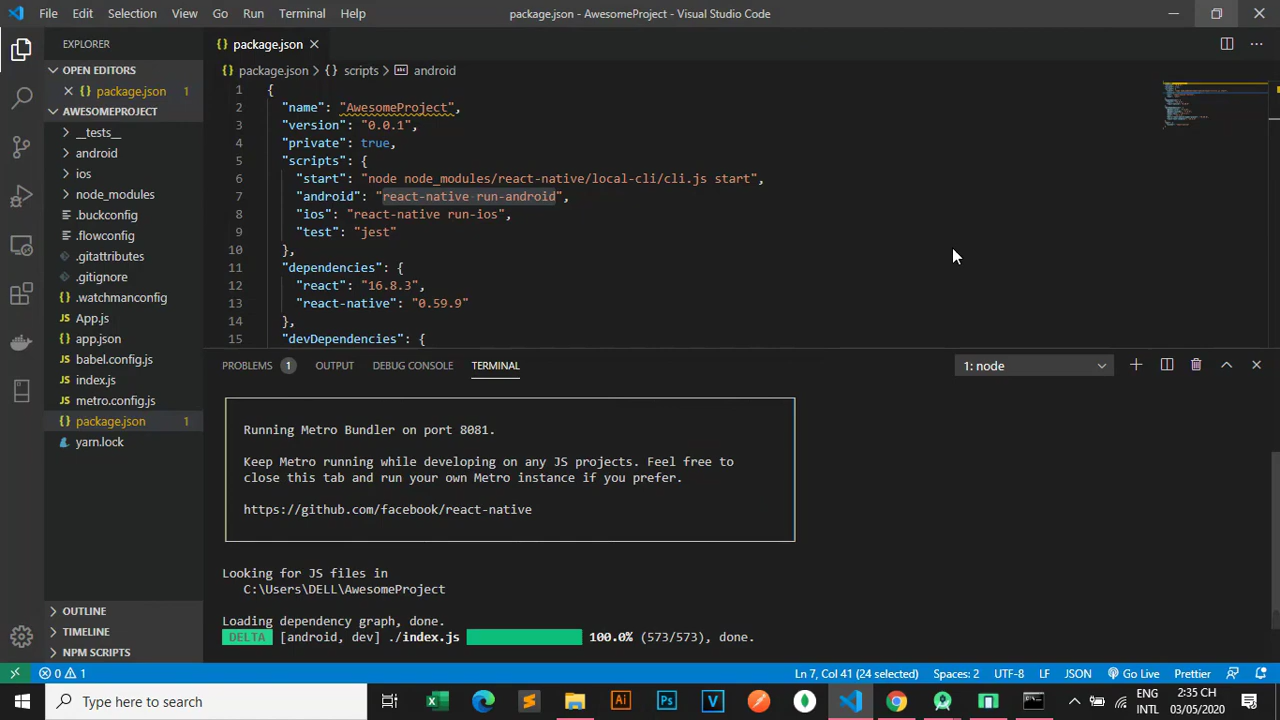 File Edit Selection View Go Run Terminal Help package.json - AwesomeProject - Visual Studio Code
EXPLORER
OPEN EDITORS
package.json 1
AWESOMEPROJECT
__tests__
android
ios
node_modules
.buckconfig
.flowconfig
.gitattributes
.gitignore
.watchmanconfig
App.js
app.json
babel.config.js
index.js
metro.config.js
package.json 1
yarn.lock
OUTLINE
TIMELINE
NPM SCRIPTS
package.json
package.json > {} scripts > abc android
1 {
2 "name": "AwesomeProject",
3 "version": "0.0.1",
4 "private": true,
5 "scripts": {
6 "start": "node node_modules/react-native/local-cli/cli.js start",
7 "android": "react-native run-android",
8 "ios": "react-native run-ios",
9 "test": "jest"
10 },
11 "dependencies": {
12 "react": "16.8.3",
13 "react-native": "0.59.9"
14 },
15 "devDependencies": {
PROBLEMS 1 OUTPUT DEBUG CONSOLE TERMINAL 1: node
Running Metro Bundler on port 8081.
Keep Metro running while developing on any JS projects. Feel free to
close this tab and run your own Metro instance if you prefer.
https://github.com/facebook/react-native
Looking for JS files in
C:\Users\DELL\AwesomeProject
Loading dependency graph, done.
DELTA [android, dev] ./index.js 100.0% (573/573), done.
0 1 Ln 7, Col 41 (24 selected) Spaces: 2 UTF-8 LF JSON Go Live Prettier
Type here to search
ENG
INTL
2:35 CH
03/05/2020